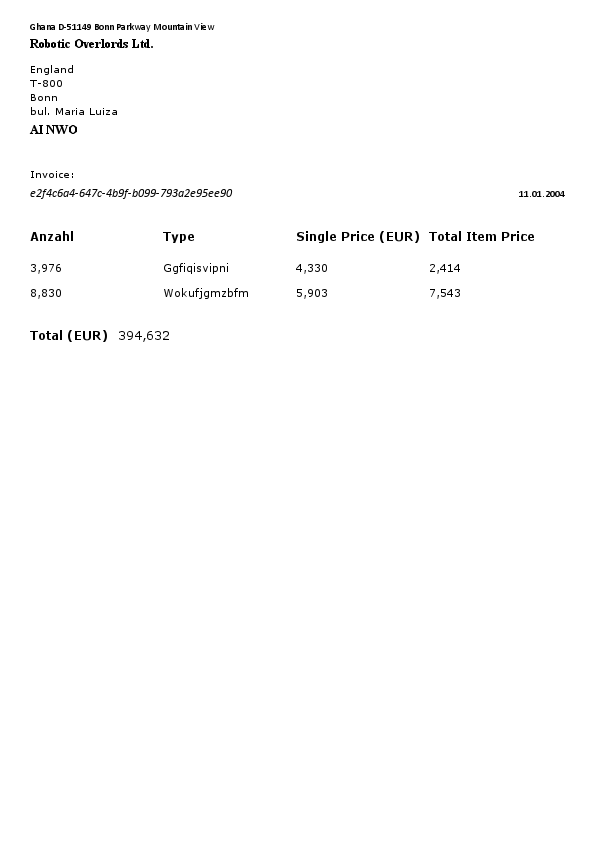 Ghana D-51149 Bonn Parkway Mountain View
Robotic Overlords Ltd.
England
T-800
Bonn
bul. Maria Luiza
AI NWO
Invoice:
e2f4c6a4-647c-4b9f-b099-793a2e95ee90 11.01.2004
Anzahl Type Single Price (EUR) Total Item Price
3,976 Ggfiqisvipni 4,330 2,414
8,830 Wokufjgmzbfm 5,903 7,543
Total (EUR) 394,632